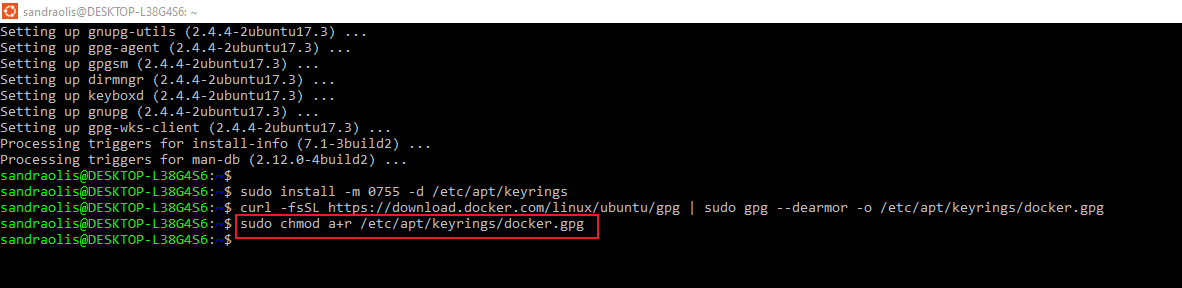 sandraolis@DESKTOP-L38G4S6: ~
Setting up gnupg-utils (2.4.4-2ubuntu17.3) ...
Setting up gpg-agent (2.4.4-2ubuntu17.3) ...
Setting up gpgsm (2.4.4-2ubuntu17.3) ...
Setting up dirmngr (2.4.4-2ubuntu17.3) ...
Setting up keyboxd (2.4.4-2ubuntu17.3) ...
Setting up gnupg (2.4.4-2ubuntu17.3) ...
Setting up gpg-wks-client (2.4.4-2ubuntu17.3) ...
Processing triggers for install-info (7.1-3build2) ...
Processing triggers for man-db (2.12.0-4build2) ...
sandraolis@DESKTOP-L38G4S6:~$
sandraolis@DESKTOP-L38G4S6:~$ sudo install -m 0755 -d /etc/apt/keyrings
sandraolis@DESKTOP-L38G4S6:~$ curl -fsSL https://download.docker.com/linux/ubuntu/gpg | sudo gpg --dearmor -o /etc/apt/keyrings/docker.gpg
sandraolis@DESKTOP-L38G4S6:~$ sudo chmod a+r /etc/apt/keyrings/docker.gpg
sandraolis@DESKTOP-L38G4S6:~$